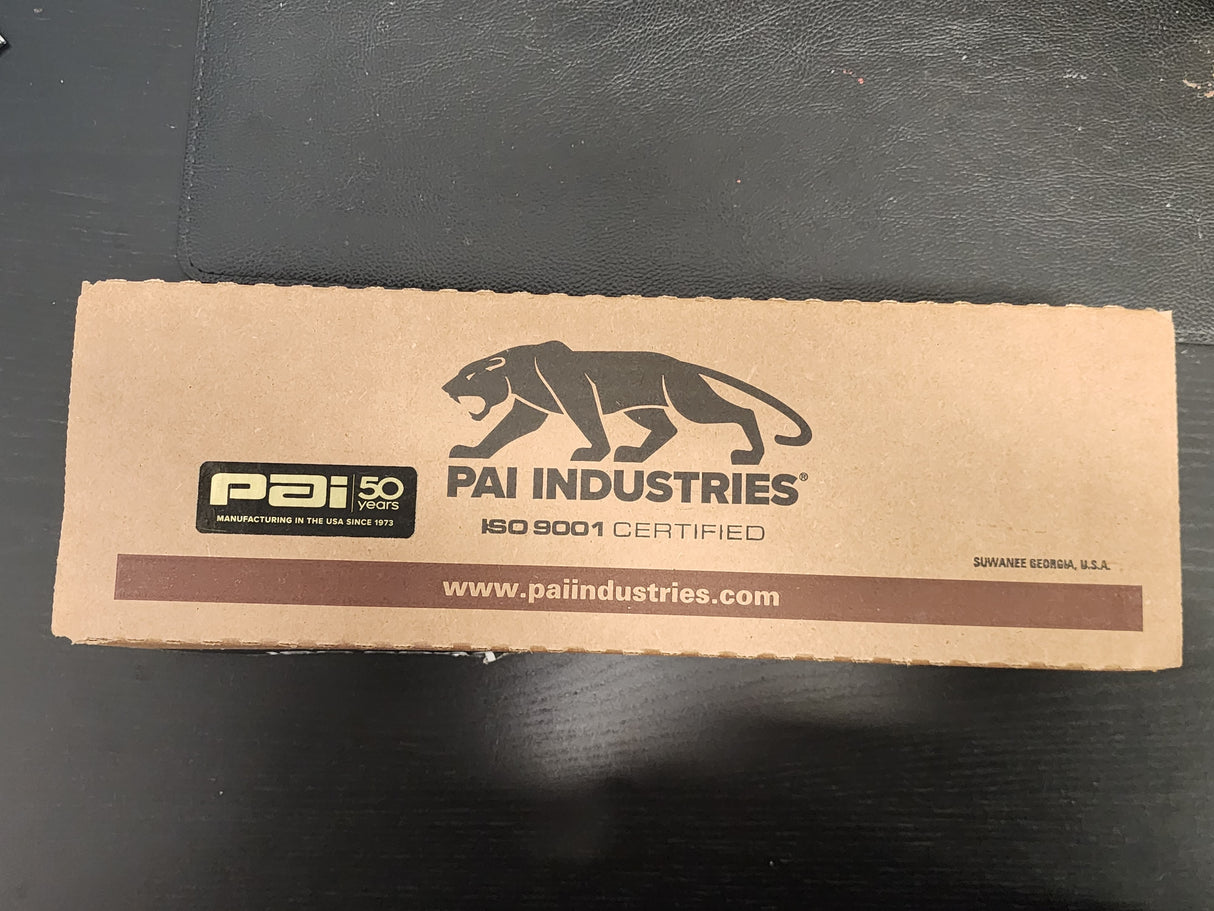 PAI INDUSTRIES®
ISO 9001 CERTIFIED
pai 50 years
MANUFACTURING IN THE USA SINCE 1973
SUWANEE GEORGIA, U.S.A.
www.paiindustries.com